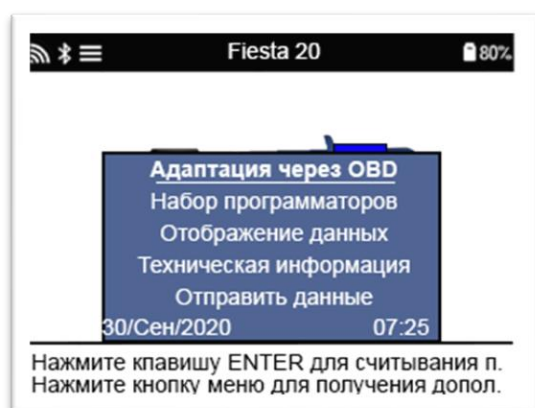 Fiesta 20 80%
Адаптация через OBD
Набор программаторов
Отображение данных
Техническая информация
Отправить данные
30/Сен/2020 07:25
Нажмите клавишу ENTER для считывания п.
Нажмите кнопку меню для получения допол.